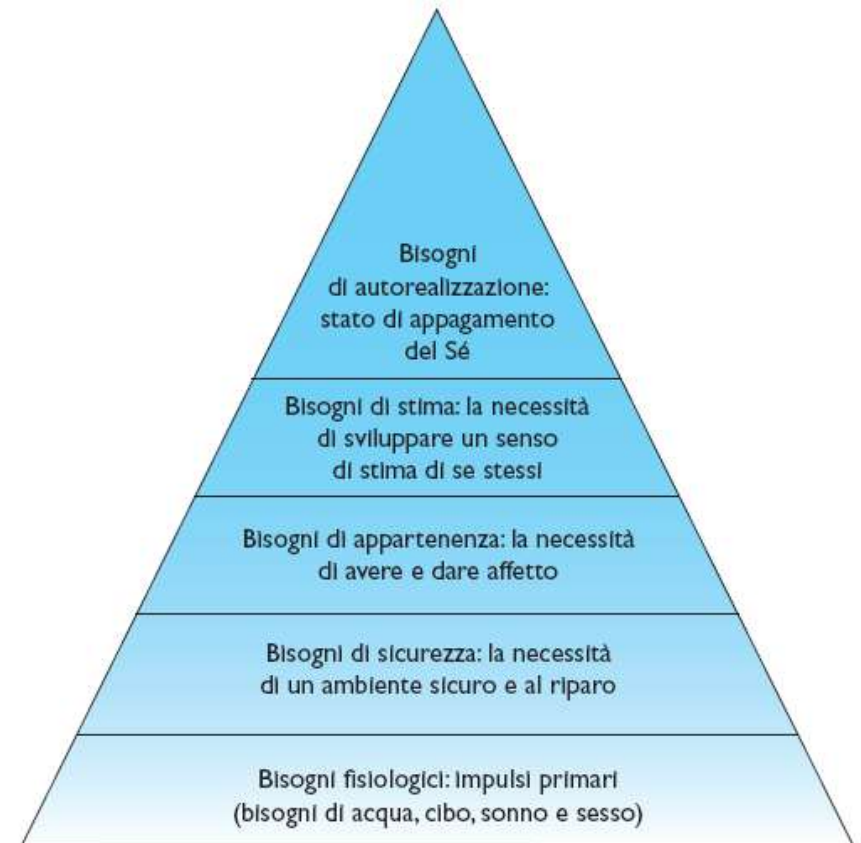 Bisogni
di autorealizzazione:
stato di appagamento
del Sé
Bisogni di stima: la necessità
di sviluppare un senso
di stima di se stessi
Bisogni di appartenenza: la necessità
di avere e dare affetto
Bisogni di sicurezza: la necessità
di un ambiente sicuro e al riparo
Bisogni fisiologici: impulsi primari
(bisogni di acqua, cibo, sonno e sesso)